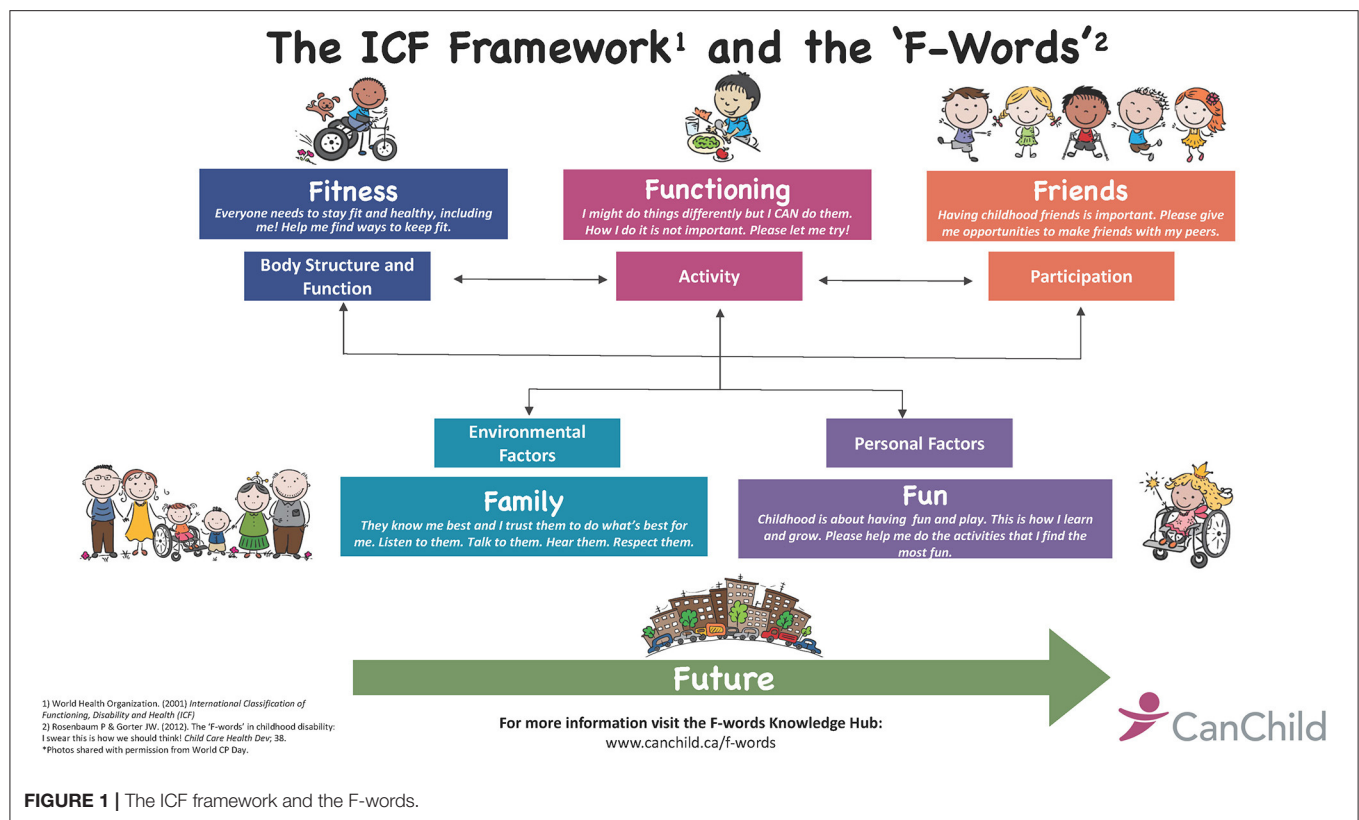 The ICF Framework¹ and the ‘F-Words’²
Fitness
Everyone needs to stay fit and healthy, including
me! Help me find ways to keep fit.
Functioning
I might do things differently but I CAN do them.
How I do it is not important. Please let me try!
Friends
Having childhood friends is important. Please give
me opportunities to make friends with my peers.
Body Structure and
Function
Activity
Participation
Environmental
Factors
Personal Factors
Family
They know me best and I trust them to do what’s best for
me. Listen to them. Talk to them. Hear them. Respect them.
Fun
Childhood is about having fun and play. This is how I learn
and grow. Please help me do the activities that I find the
most fun.
Future
1) World Health Organization. (2001) International Classification of
Functioning, Disability and Health (ICF)
2) Rosenbaum P & Gorter JW. (2012). The ‘F-words’ in childhood disability:
I swear this is how we should think! Child Care Health Dev; 38.
*Photos shared with permission from World CP Day.
For more information visit the F-words Knowledge Hub:
www.canchild.ca/f-words
CanChild
FIGURE 1 | The ICF framework and the F-words.